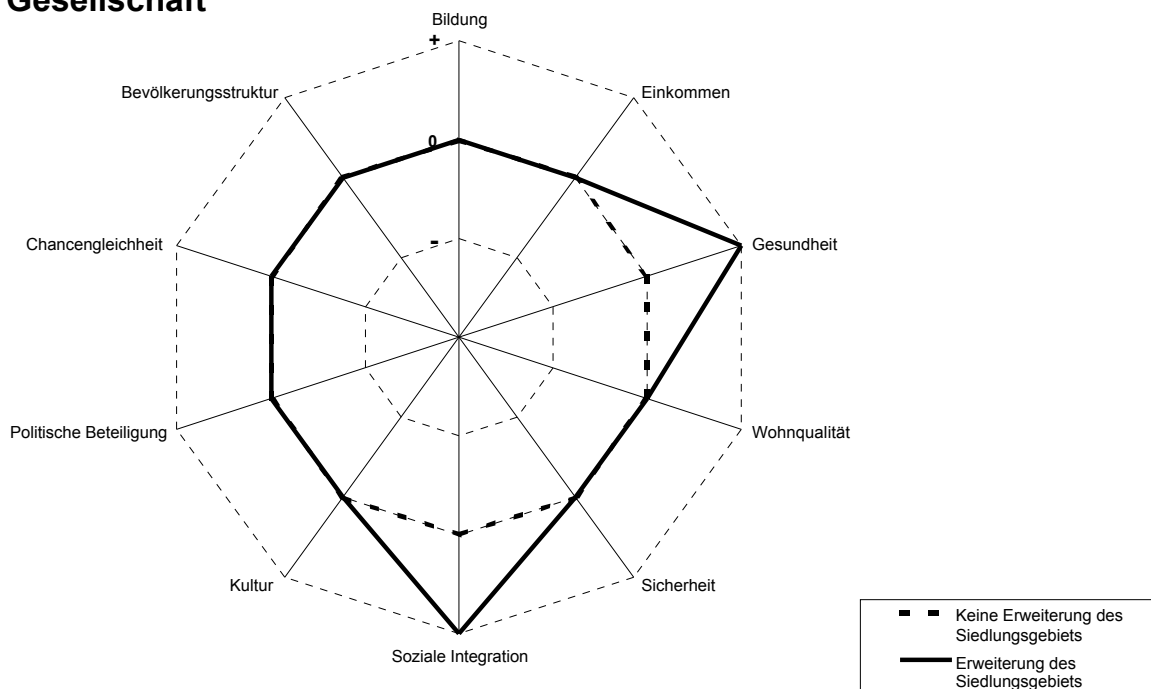 Gesellschaft
Bildung
+
Bevölkerungsstruktur
Einkommen
0
Chancengleichheit
-
Gesundheit
Politische Beteiligung
Wohnqualität
Kultur
Sicherheit
Soziale Integration
Keine Erweiterung des
Siedlungsgebiets
Erweiterung des
Siedlungsgebiets